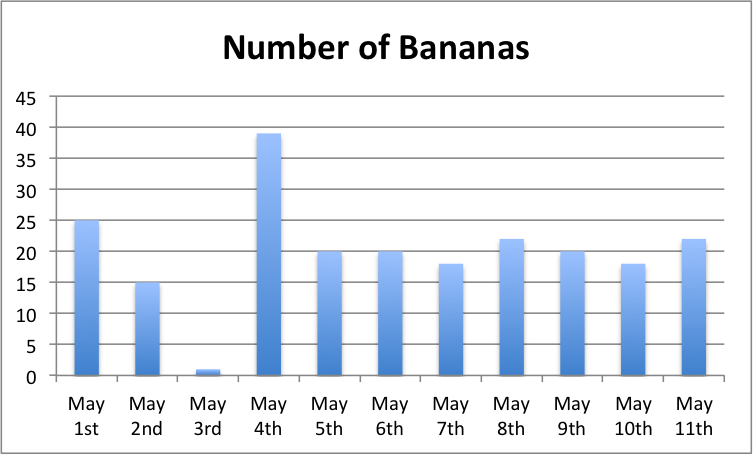 Number of Bananas
45
40
35
30
25
20
15
10
5
0
May 1st
May 2nd
May 3rd
May 4th
May 5th
May 6th
May 7th
May 8th
May 9th
May 10th
May 11th